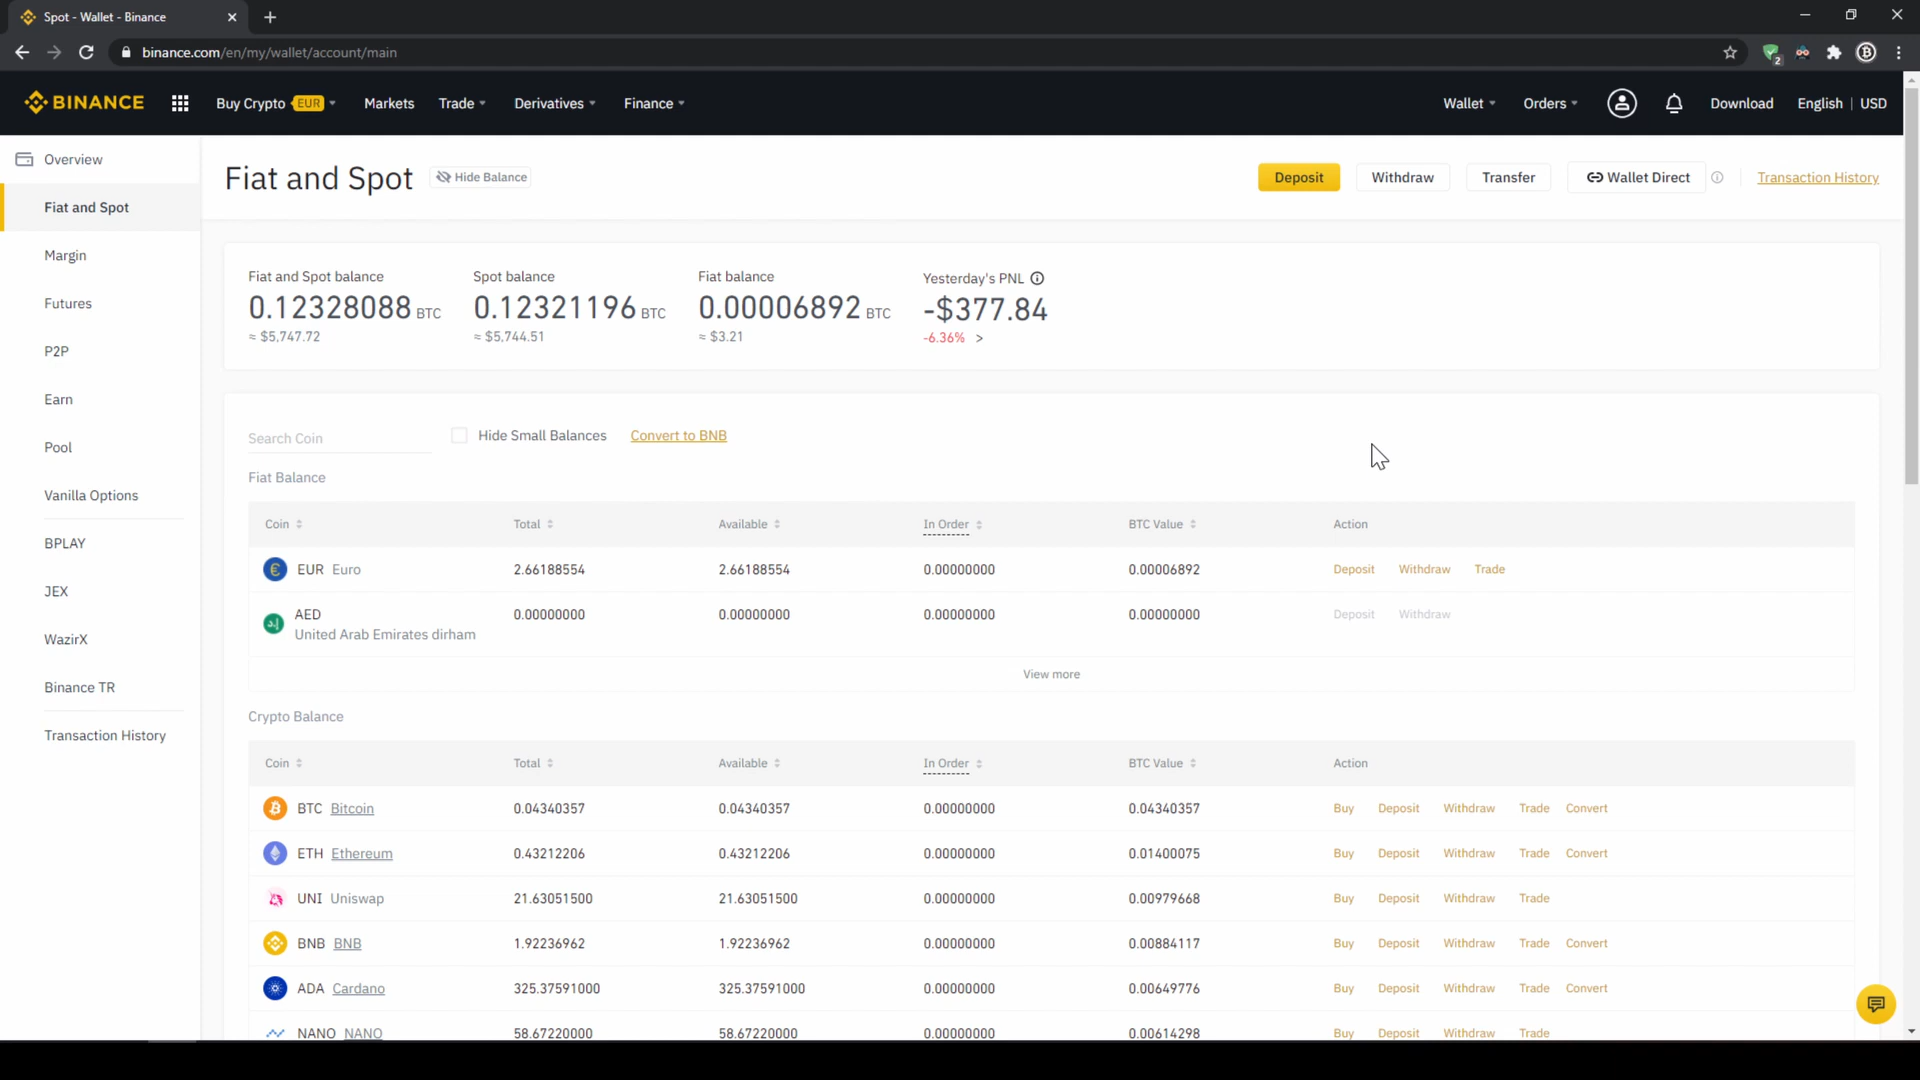 Spot - Wallet - Binance
binance.com/en/my/wallet/account/main
2
BINANCE
Buy Crypto EUR
Markets
Trade
Derivatives
Finance
Wallet
Orders
Download
English | USD
Overview
Fiat and Spot
Margin
Futures
P2P
Earn
Pool
Vanilla Options
BPLAY
JEX
WazirX
Binance TR
Transaction History
Fiat and Spot
Hide Balance
Deposit
Withdraw
Transfer
Wallet Direct
Transaction History
Fiat and Spot balance
0.12328088 BTC
≈ $5,747.72
Spot balance
0.12321196 BTC
≈ $5,744.51
Fiat balance
0.00006892 BTC
≈ $3.21
Yesterday's PNL
-$377.84
-6.36% >
Search Coin
Hide Small Balances
Convert to BNB
Fiat Balance
Coin Total Available In Order BTC Value Action
EUR Euro 2.66188554 2.66188554 0.00000000 0.00006892 Deposit Withdraw Trade
AED 0.00000000 0.00000000 0.00000000 0.00000000 Deposit Withdraw
United Arab Emirates dirham
View more
Crypto Balance
Coin Total Available In Order BTC Value Action
BTC Bitcoin 0.04340357 0.04340357 0.00000000 0.04340357 Buy Deposit Withdraw Trade Convert
ETH Ethereum 0.43212206 0.43212206 0.00000000 0.01400075 Buy Deposit Withdraw Trade Convert
UNI Uniswap 21.63051500 21.63051500 0.00000000 0.00979668 Buy Deposit Withdraw Trade
BNB BNB 1.92236962 1.92236962 0.00000000 0.00884117 Buy Deposit Withdraw Trade Convert
ADA Cardano 325.37591000 325.37591000 0.00000000 0.00649776 Buy Deposit Withdraw Trade Convert
NANO NANO 58.67220000 58.67220000 0.00000000 0.00614298 Buy Deposit Withdraw Trade